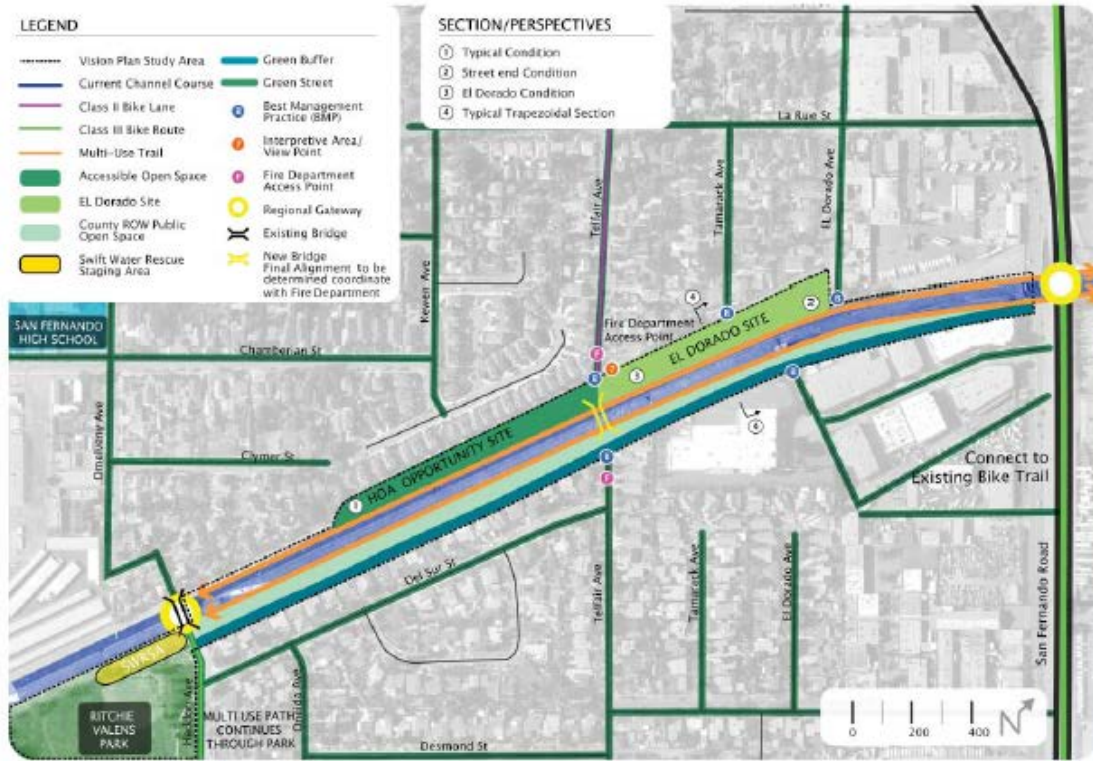 LEGEND
Vision Plan Study Area
Current Channel Course
Class II Bike Lane
Class III Bike Route
Multi-Use Trail
Accessible Open Space
EL Dorado Site
County ROW Public
Open Space
Swift Water Rescue
Staging Area
Green Buffer
Green Street
B
Best Management
Practice (BMP)
Interpretive Area/
View Point
F
Fire Department
Access Point
Regional Gateway
Existing Bridge
New Bridge
Final Alignment to be
determined coordinate
with Fire Department
SECTION/PERSPECTIVES
1 Typical Condition
2 Street end Condition
3 El Dorado Condition
4 Typical Trapezoidal Section
La Rue St
Telfair Ave
Tamarack Ave
EL Dorado Ave
Kewen Ave
SAN FERNANDO
HIGH SCHOOL
Chamberlan St
Omelveny Ave
Clymer St
Fire Department
Access Point
4
2
EL DORADO SITE
F
B
3
B
B
HOA OPPORTUNITY SITE
1
B
4
B
F
Connect to
Existing Bike Trail
Del Sur St
Telfair Ave
Tamarack Ave
El Dorado Ave
San Fernando Road
SWRSA
RITCHIE
VALENS
PARK
MULTI USE PATH
CONTINUES
THROUGH PARK
Desmond St
0 200 400
N